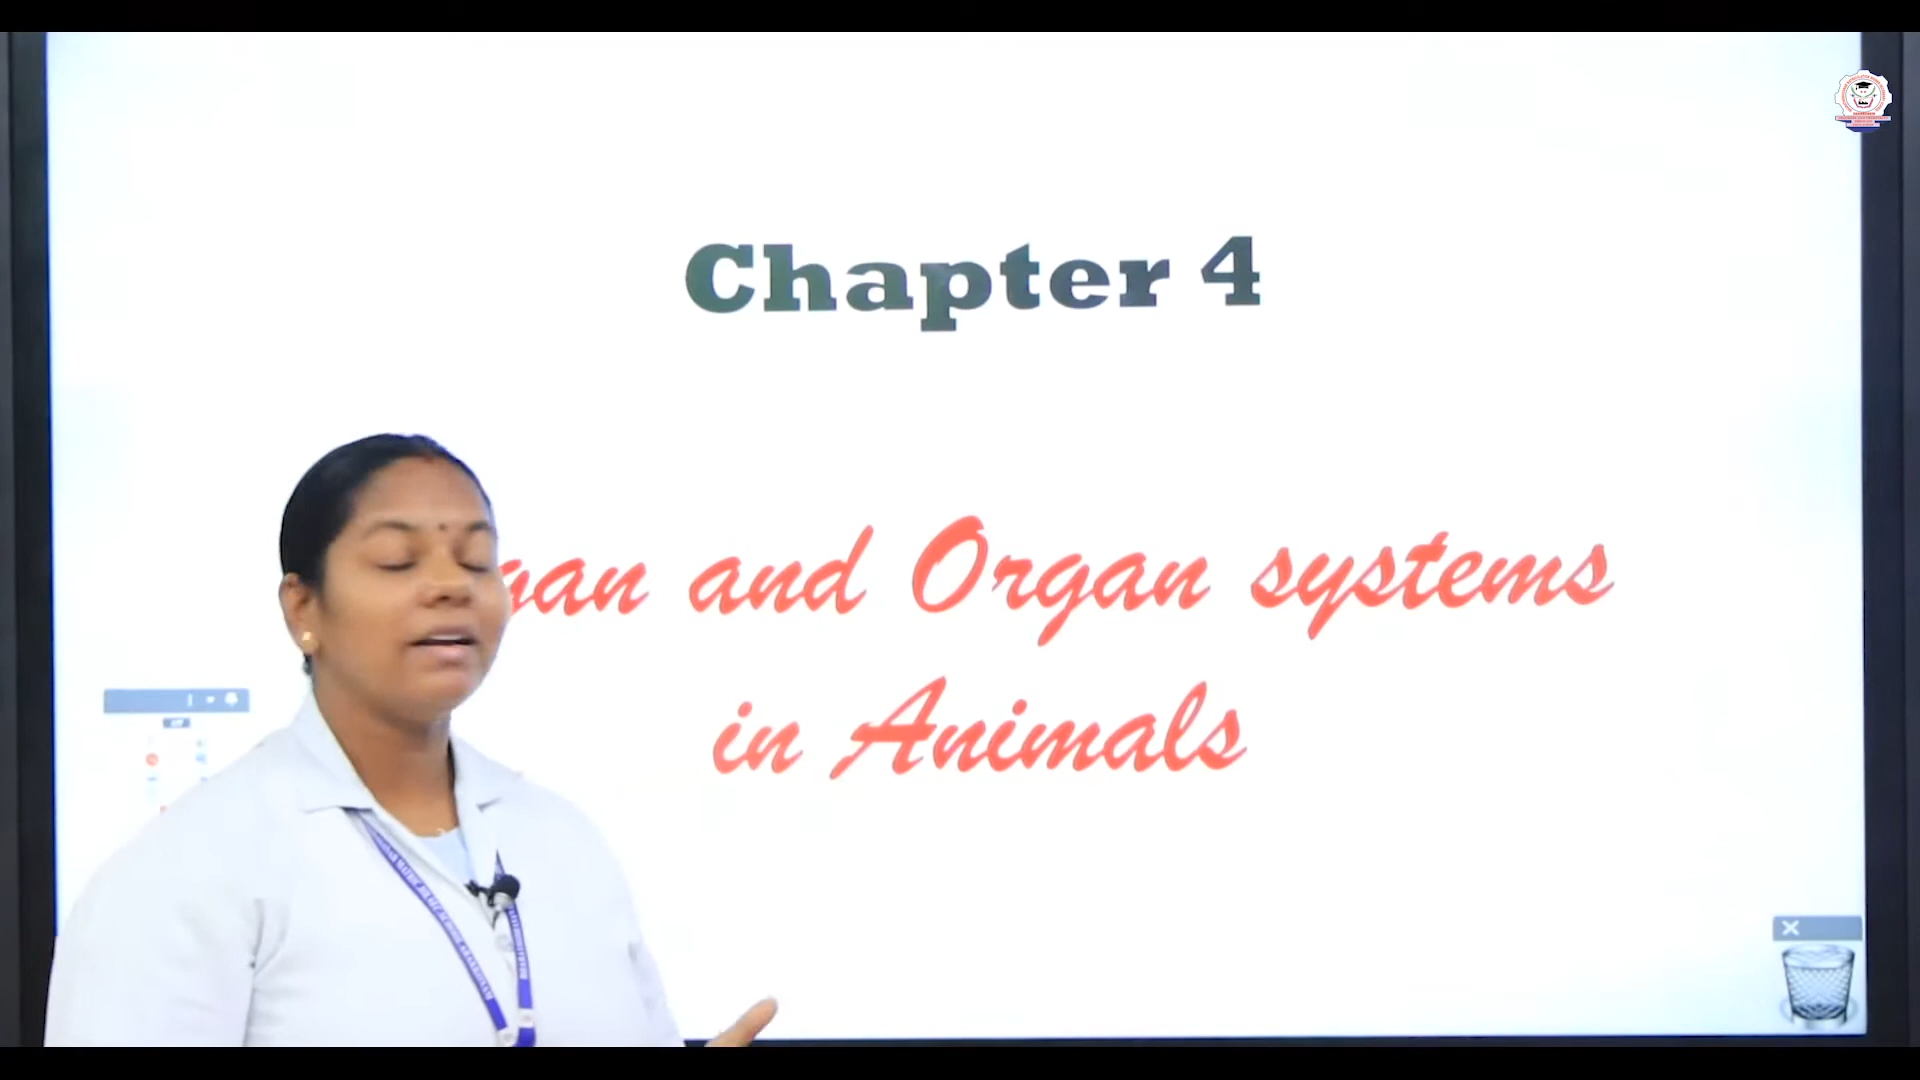 Chapter 4
gan and Organ systems
in Animals